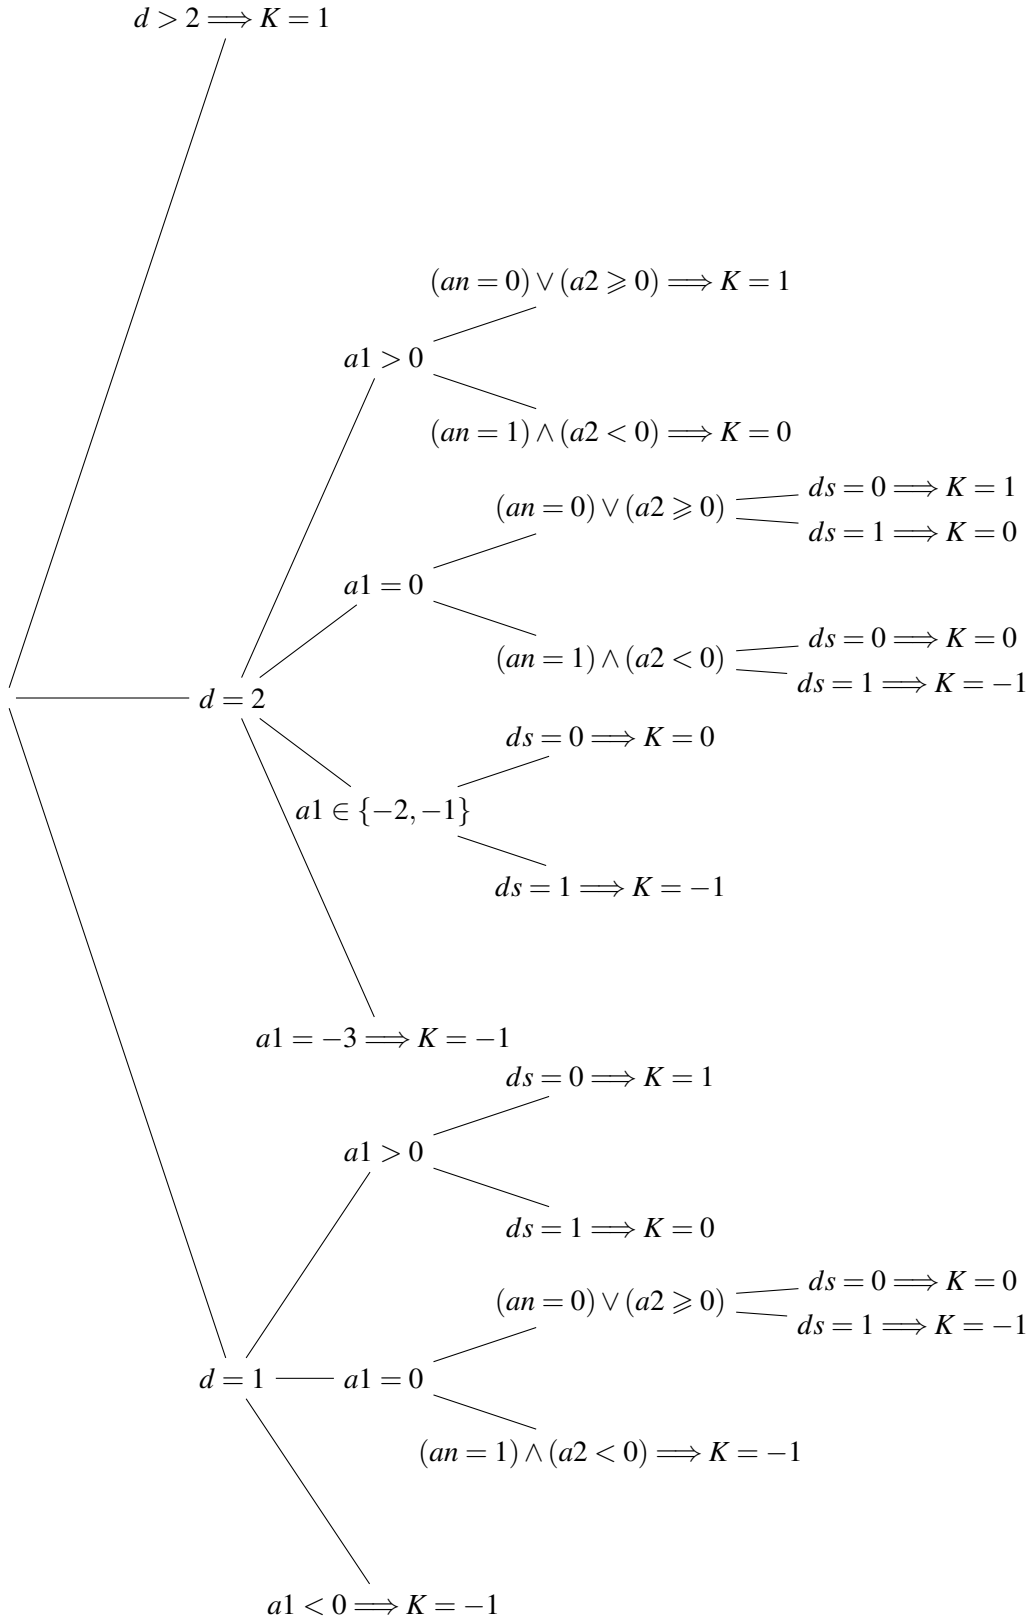 d > 2 ⟹ K = 1
(an = 0) ∨ (a2 ⩾ 0) ⟹ K = 1
a1 > 0
(an = 1) ∧ (a2 < 0) ⟹ K = 0
ds = 0 ⟹ K = 1
(an = 0) ∨ (a2 ⩾ 0)
ds = 1 ⟹ K = 0
a1 = 0
ds = 0 ⟹ K = 0
(an = 1) ∧ (a2 < 0)
ds = 1 ⟹ K = −1
d = 2
ds = 0 ⟹ K = 0
a1 ∈ {−2, −1}
ds = 1 ⟹ K = −1
a1 = −3 ⟹ K = −1
ds = 0 ⟹ K = 1
a1 > 0
ds = 1 ⟹ K = 0
ds = 0 ⟹ K = 0
(an = 0) ∨ (a2 ⩾ 0)
ds = 1 ⟹ K = −1
d = 1
a1 = 0
(an = 1) ∧ (a2 < 0) ⟹ K = −1
a1 < 0 ⟹ K = −1